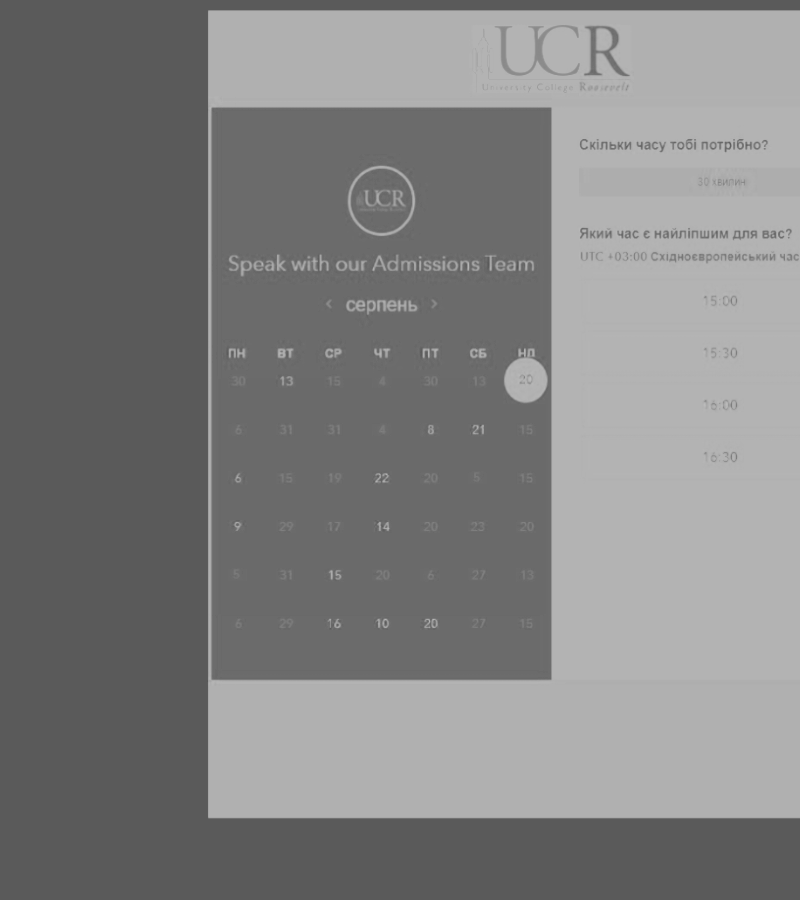 UCR
University College Roosevelt
UCR
Speak with our Admissions Team
‹ серпень ›
ПН ВТ СР ЧТ ПТ СБ НД
30 13 15 4 30 13 20
6 31 31 4 8 21 15
6 15 19 22 20 5 15
9 29 17 14 20 23 20
5 31 15 20 6 27 13
6 29 16 10 20 27 15
Скільки часу тобі потрібно?
30 хвилин
Який час є найліпшим для вас?
UTC +03:00 Східноєвропейський час
15:00
15:30
16:00
16:30